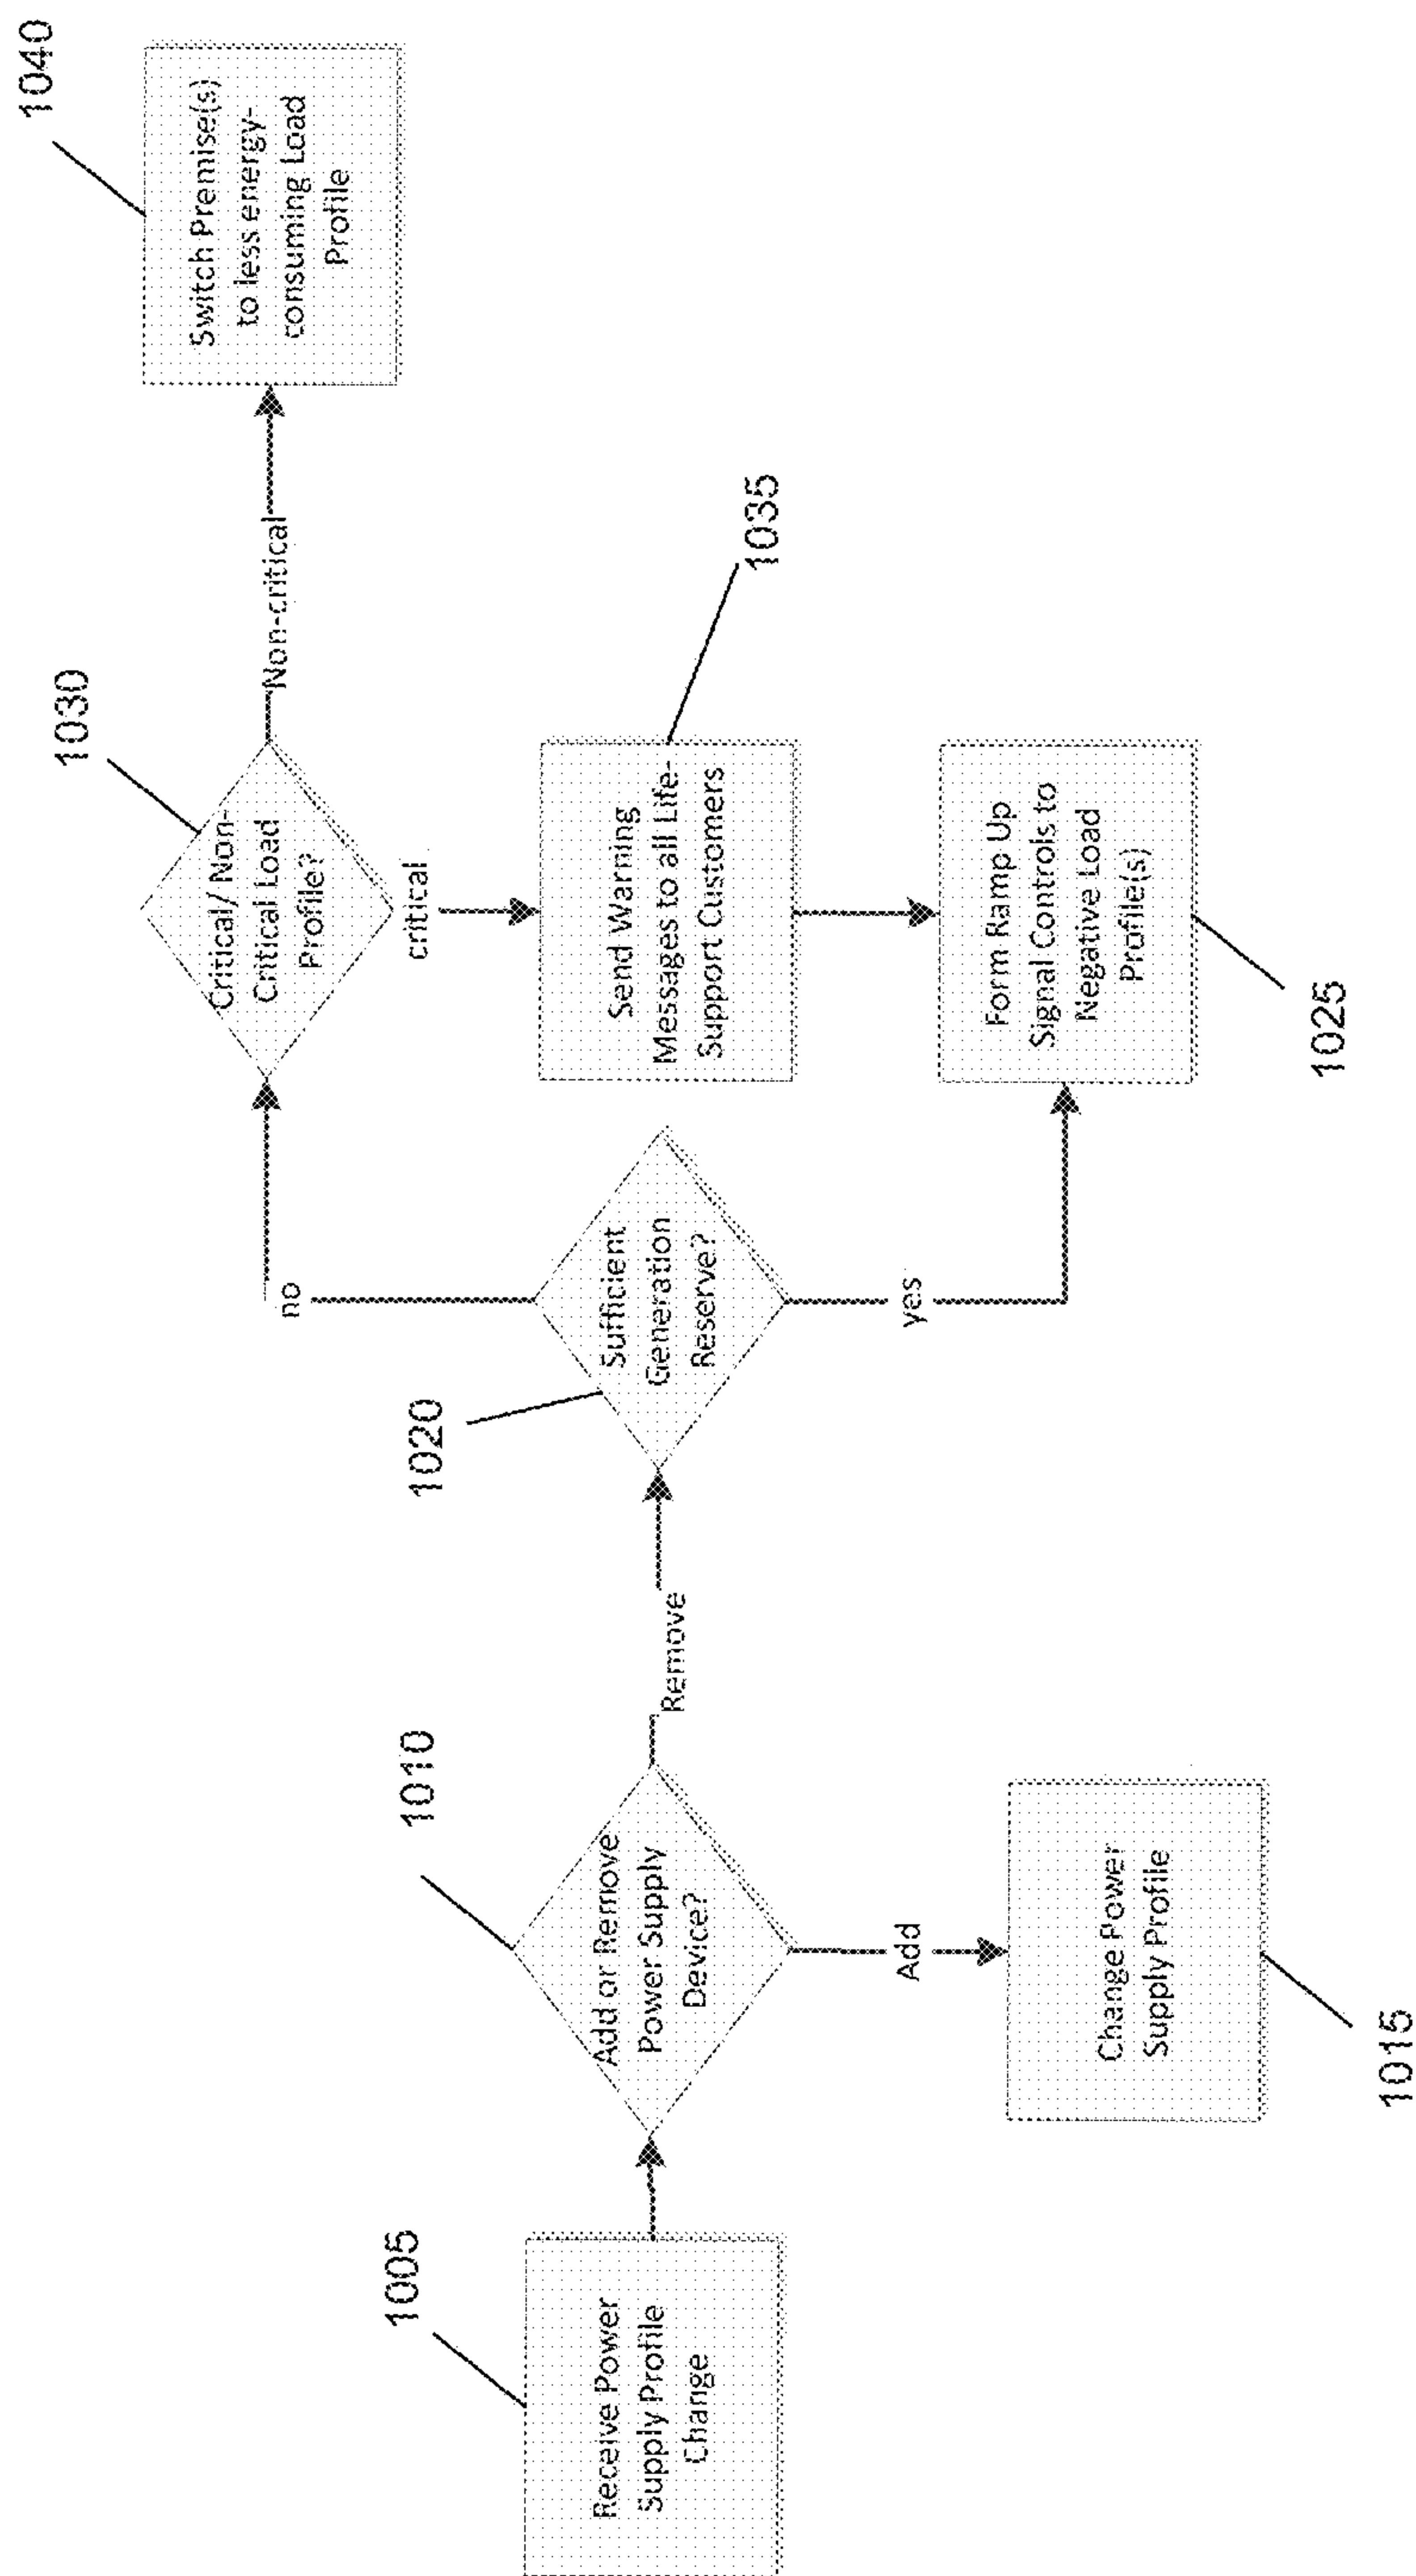 1005
Receive Power
Supply Profile
Change
1010
Add or Remove
Power Supply
Device?
Add
1015
Change Power
Supply Profile
Remove
1020
Sufficient
Generation
Reserve?
no
yes
1030
Critical/ Non-
Critical Load
Profile?
critical
1035
Send Warning
Messages to all Life-
Support Customers
1025
Form Ramp Up
Signal Controls to
Negative Load
Profile(s)
Non-critical
1040
Switch Premise(s)
to less energy-
consuming Load
Profile